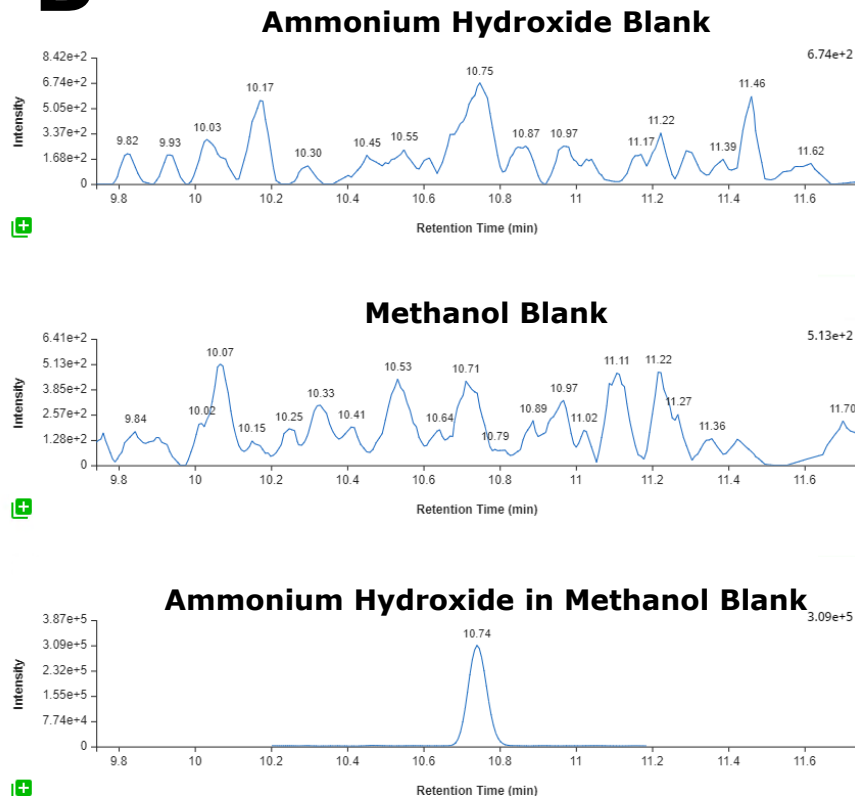 Ammonium Hydroxide Blank
8.42e+2
6.74e+2
5.05e+2
3.37e+2
1.68e+2
0
Intensity
6.74e+2
9.82
9.93
10.03
10.17
10.30
10.45
10.55
10.75
10.87
10.97
11.17
11.22
11.39
11.46
11.62
9.8 10 10.2 10.4 10.6 10.8 11 11.2 11.4 11.6
Retention Time (min)
Methanol Blank
6.41e+2
5.13e+2
3.85e+2
2.57e+2
1.28e+2
0
Intensity
5.13e+2
9.84
10.02
10.07
10.15
10.25
10.33
10.41
10.53
10.64
10.71
10.79
10.89
10.97
11.02
11.11
11.22
11.27
11.36
11.70
9.8 10 10.2 10.4 10.6 10.8 11 11.2 11.4 11.6
Retention Time (min)
Ammonium Hydroxide in Methanol Blank
3.87e+5
3.09e+5
2.32e+5
1.55e+5
7.74e+4
0
Intensity
3.09e+5
10.74
9.8 10 10.2 10.4 10.6 10.8 11 11.2 11.4 11.6
Retention Time (min)